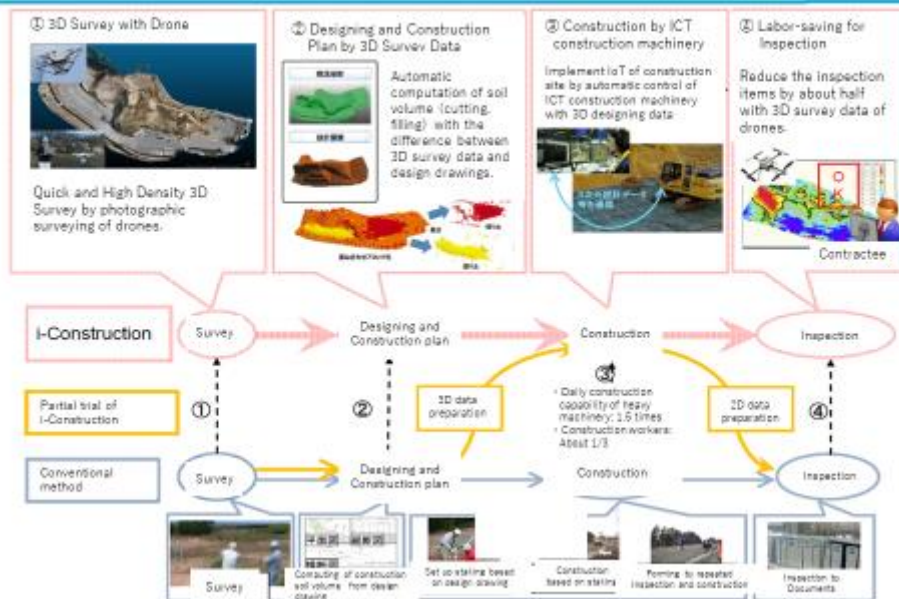 ① 3D Survey with Drone
Quick and High Density 3D
Survey by photographic
surveying of drones.
② Designing and Construction
Plan by 3D Survey Data
Automatic
computation of soil
volume (cutting,
filling) with the
difference between
3D survey data and
design drawings.
③ Construction by ICT
construction machinery
Implement IoT of construction
site by automatic control of
ICT construction machinery
with 3D designing data
④ Labor-saving for
Inspection
Reduce the inspection
items by about half
with 3D survey data of
drones.
OK
Contractee
i-Construction
Survey
Designing and
Construction plan
Construction
Inspection
Partial trial of
i-Construction
①
②
3D data
preparation
③
・Daily construction
capability of heavy
machinery: 1.5 times
・Construction workers:
About 1/3
2D data
preparation
④
Conventional
method
Survey
Designing and
Construction plan
Construction
Inspection
Survey
平面図
縦断図
Computing of construction
soil volume from design
drawing
Set up staking based
on design drawing
Construction
based on staking
Forming by repeated
inspection and construction
Inspection to
Documents